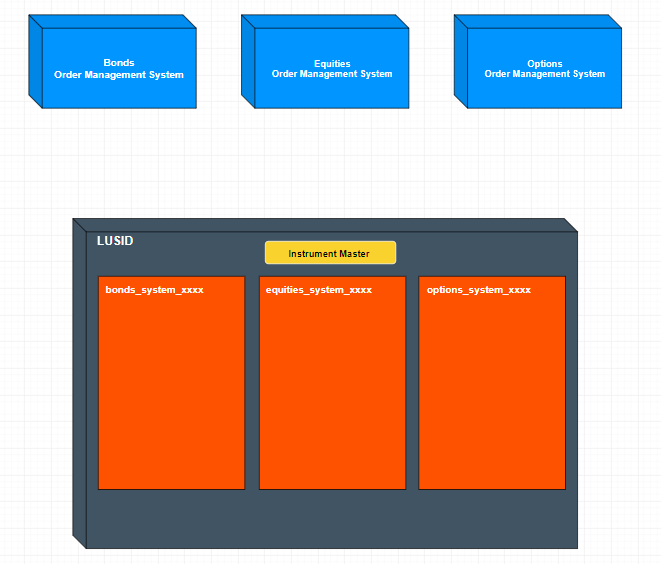 Bonds
Order Management System
Equities
Order Management System
Options
Order Management System
LUSID
Instrument Master
bonds_system_xxxx
equities_system_xxxx
options_system_xxxx